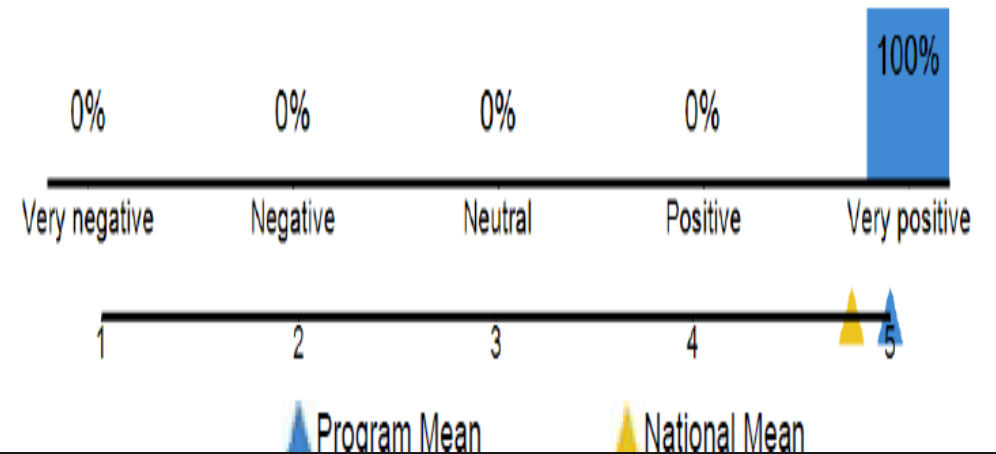 100%
0% 0% 0% 0%
Very negative Negative Neutral Positive Very positive
1 2 3 4 5
Program Mean National Mean